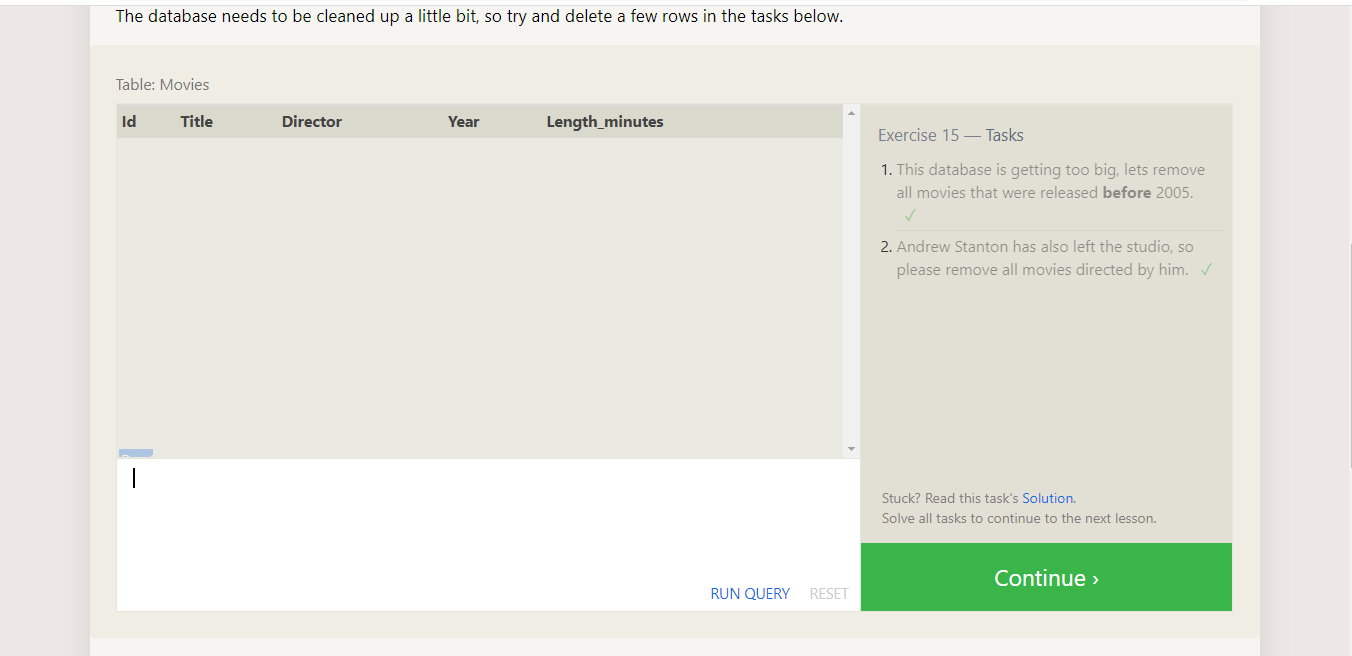 The database needs to be cleaned up a little bit, so try and delete a few rows in the tasks below.
Table: Movies
Id Title Director Year Length_minutes
Exercise 15 — Tasks
1. This database is getting too big, lets remove
all movies that were released before 2005.
✓
2. Andrew Stanton has also left the studio, so
please remove all movies directed by him. ✓
Stuck? Read this task's Solution.
Solve all tasks to continue to the next lesson.
RUN QUERY RESET
Continue ›